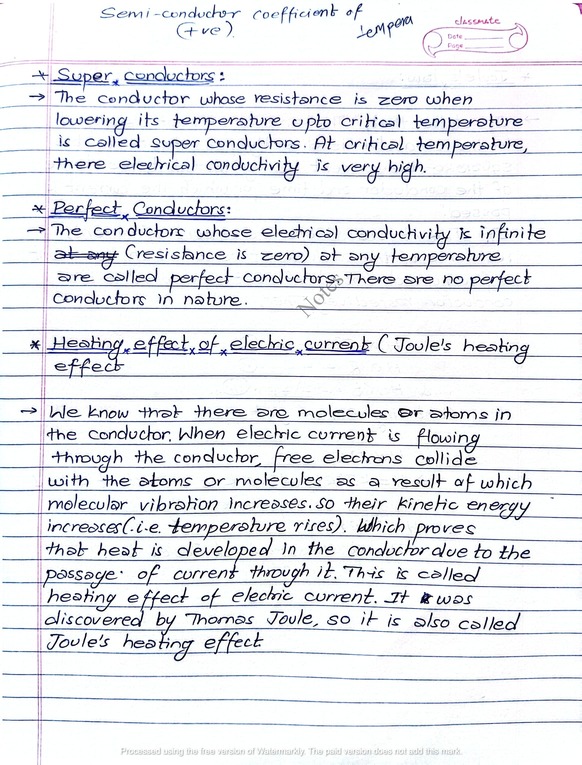 Semi-conductor coefficient of tempera
(+ve).
classmate
Date
Page
* Super conductors:
→ The conductor whose resistance is zero when
lowering its temperature upto critical temperature
is called super conductors. At critical temperature,
there electrical conductivity is very high.
* Perfect Conductors:
→ The conductors whose electrical conductivity is infinite
at any (resistance is zero) at any temperature
are called perfect conductors. There are no perfect
conductors in nature.
Notes
* Heating effect of electric current (Joule's heating
effect
→ We know that there are molecules or atoms in
the conductor. When electric current is flowing
through the conductor, free electrons collide
with the atoms or molecules as a result of which
molecular vibration increases. so their kinetic energy
increases (i.e. temperature rises). Which proves
that heat is developed in the conductor due to the
passage of current through it. This is called
heating effect of electric current. It was
discovered by Thomas Joule, so it is also called
Joule's heating effect
Processed using the free version of Watermarkly. The paid version does not add this mark.